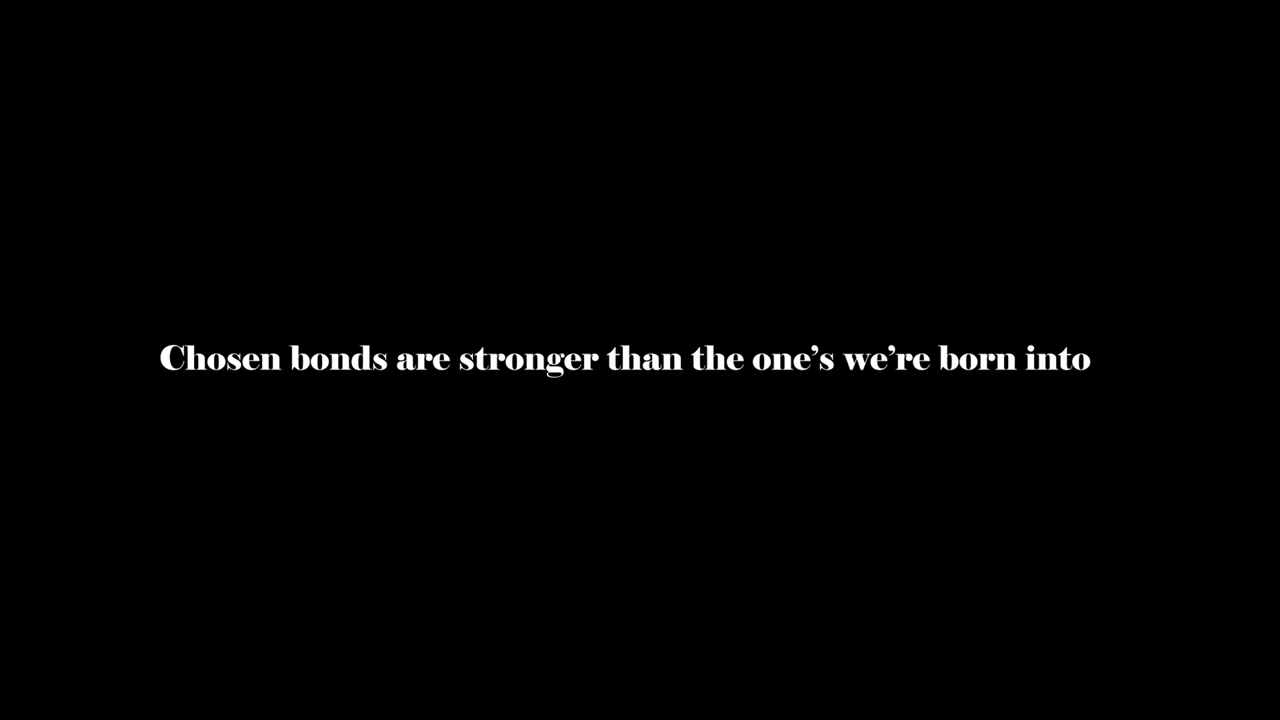 Chosen bonds are stronger than the one’s we’re born into